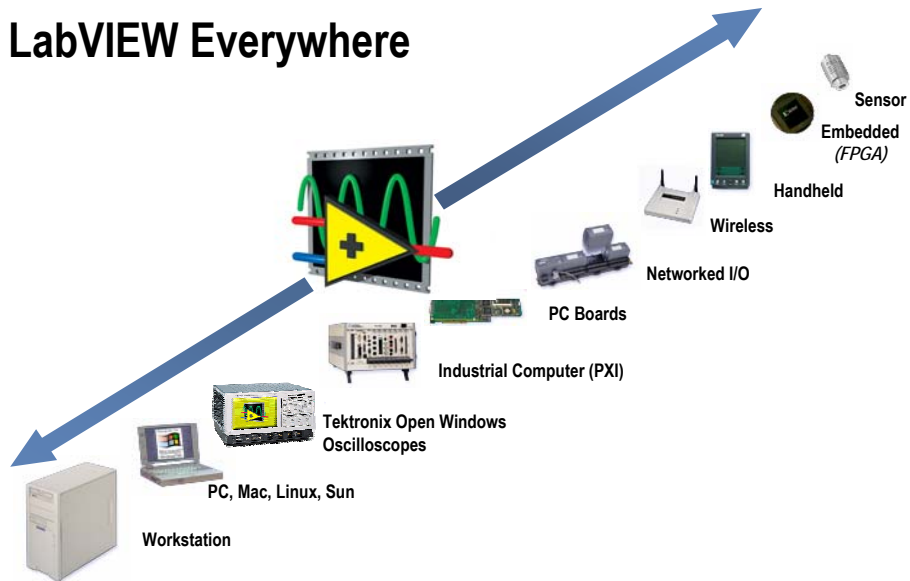 LabVIEW Everywhere
Sensor
Embedded
(FPGA)
Handheld
Wireless
Networked I/O
PC Boards
Industrial Computer (PXI)
Tektronix Open Windows
Oscilloscopes
PC, Mac, Linux, Sun
Workstation